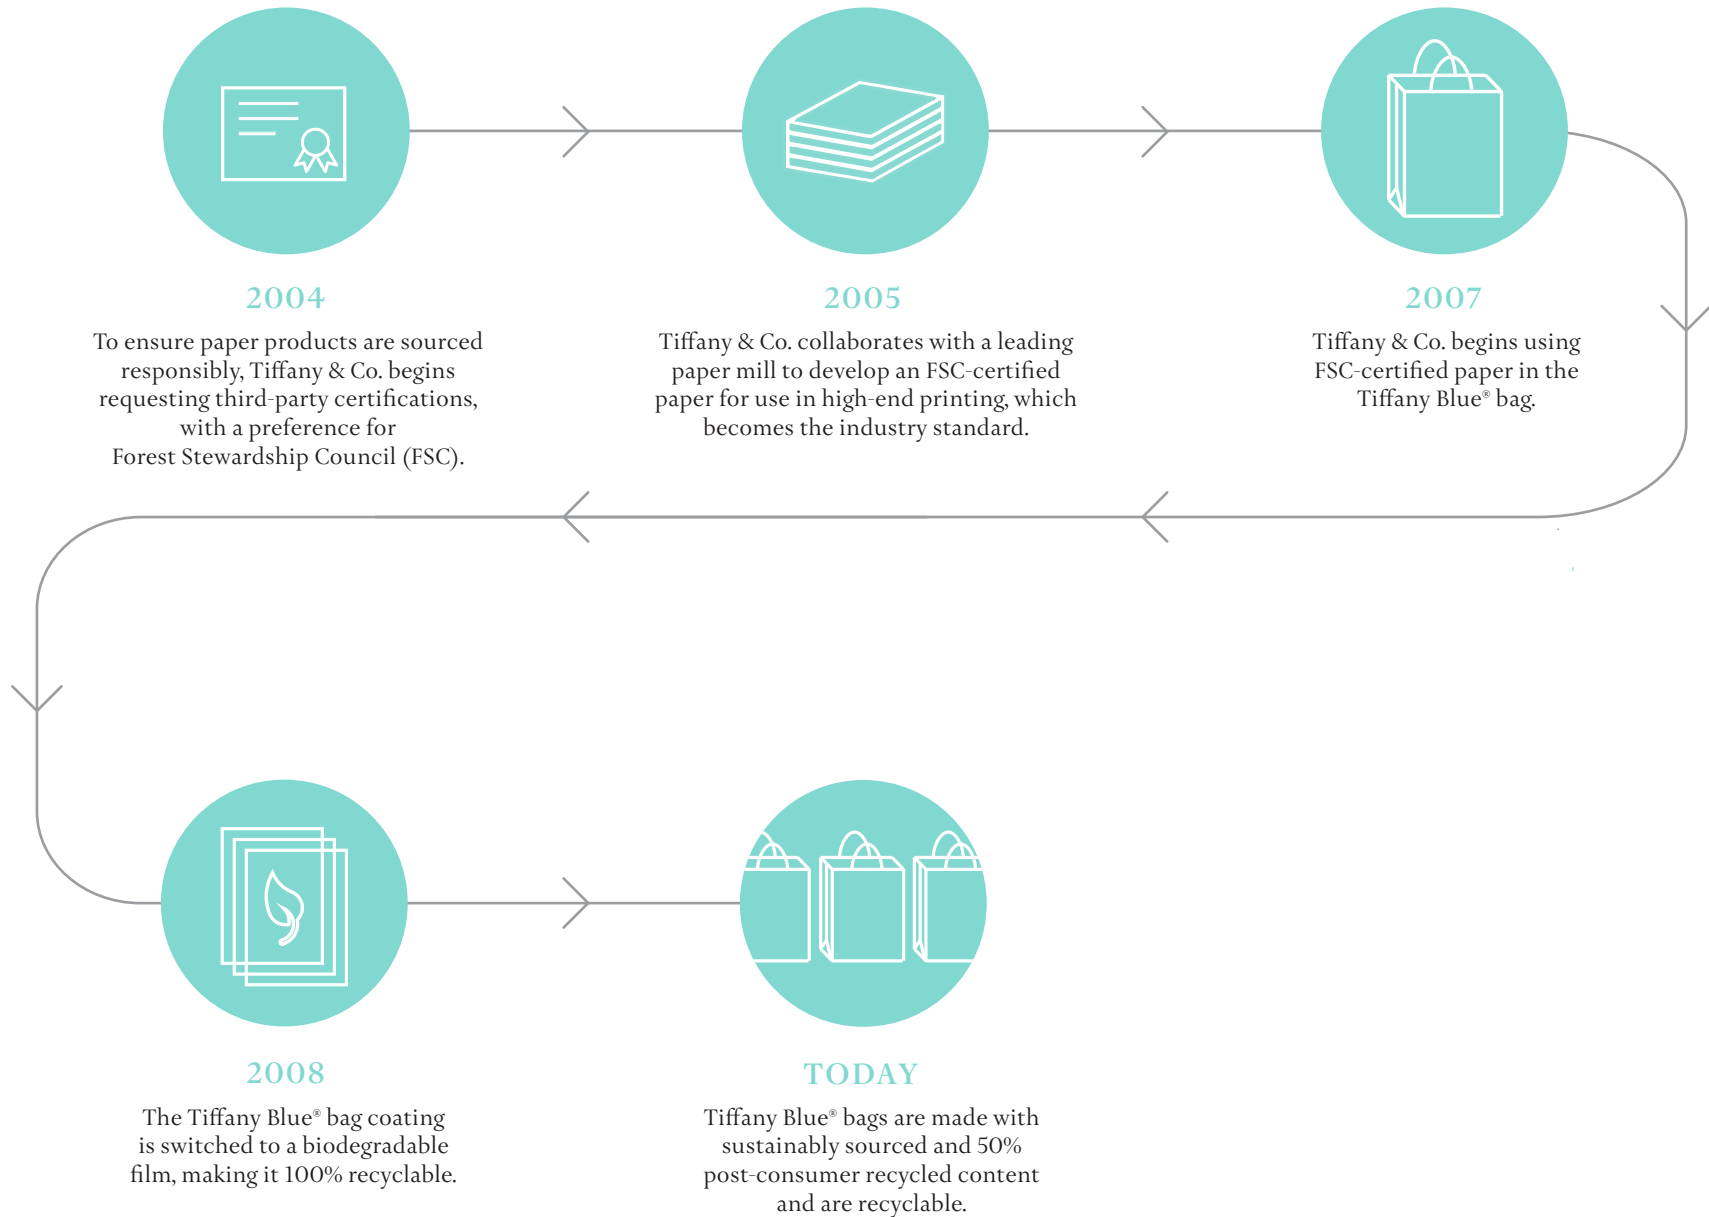 2004
To ensure paper products are sourced
responsibly, Tiffany & Co. begins
requesting third-party certifications,
with a preference for
Forest Stewardship Council (FSC).
2005
Tiffany & Co. collaborates with a leading
paper mill to develop an FSC-certified
paper for use in high-end printing, which
becomes the industry standard.
2007
Tiffany & Co. begins using
FSC-certified paper in the
Tiffany Blue® bag.
2008
The Tiffany Blue® bag coating
is switched to a biodegradable
film, making it 100% recyclable.
TODAY
Tiffany Blue® bags are made with
sustainably sourced and 50%
post-consumer recycled content
and are recyclable.